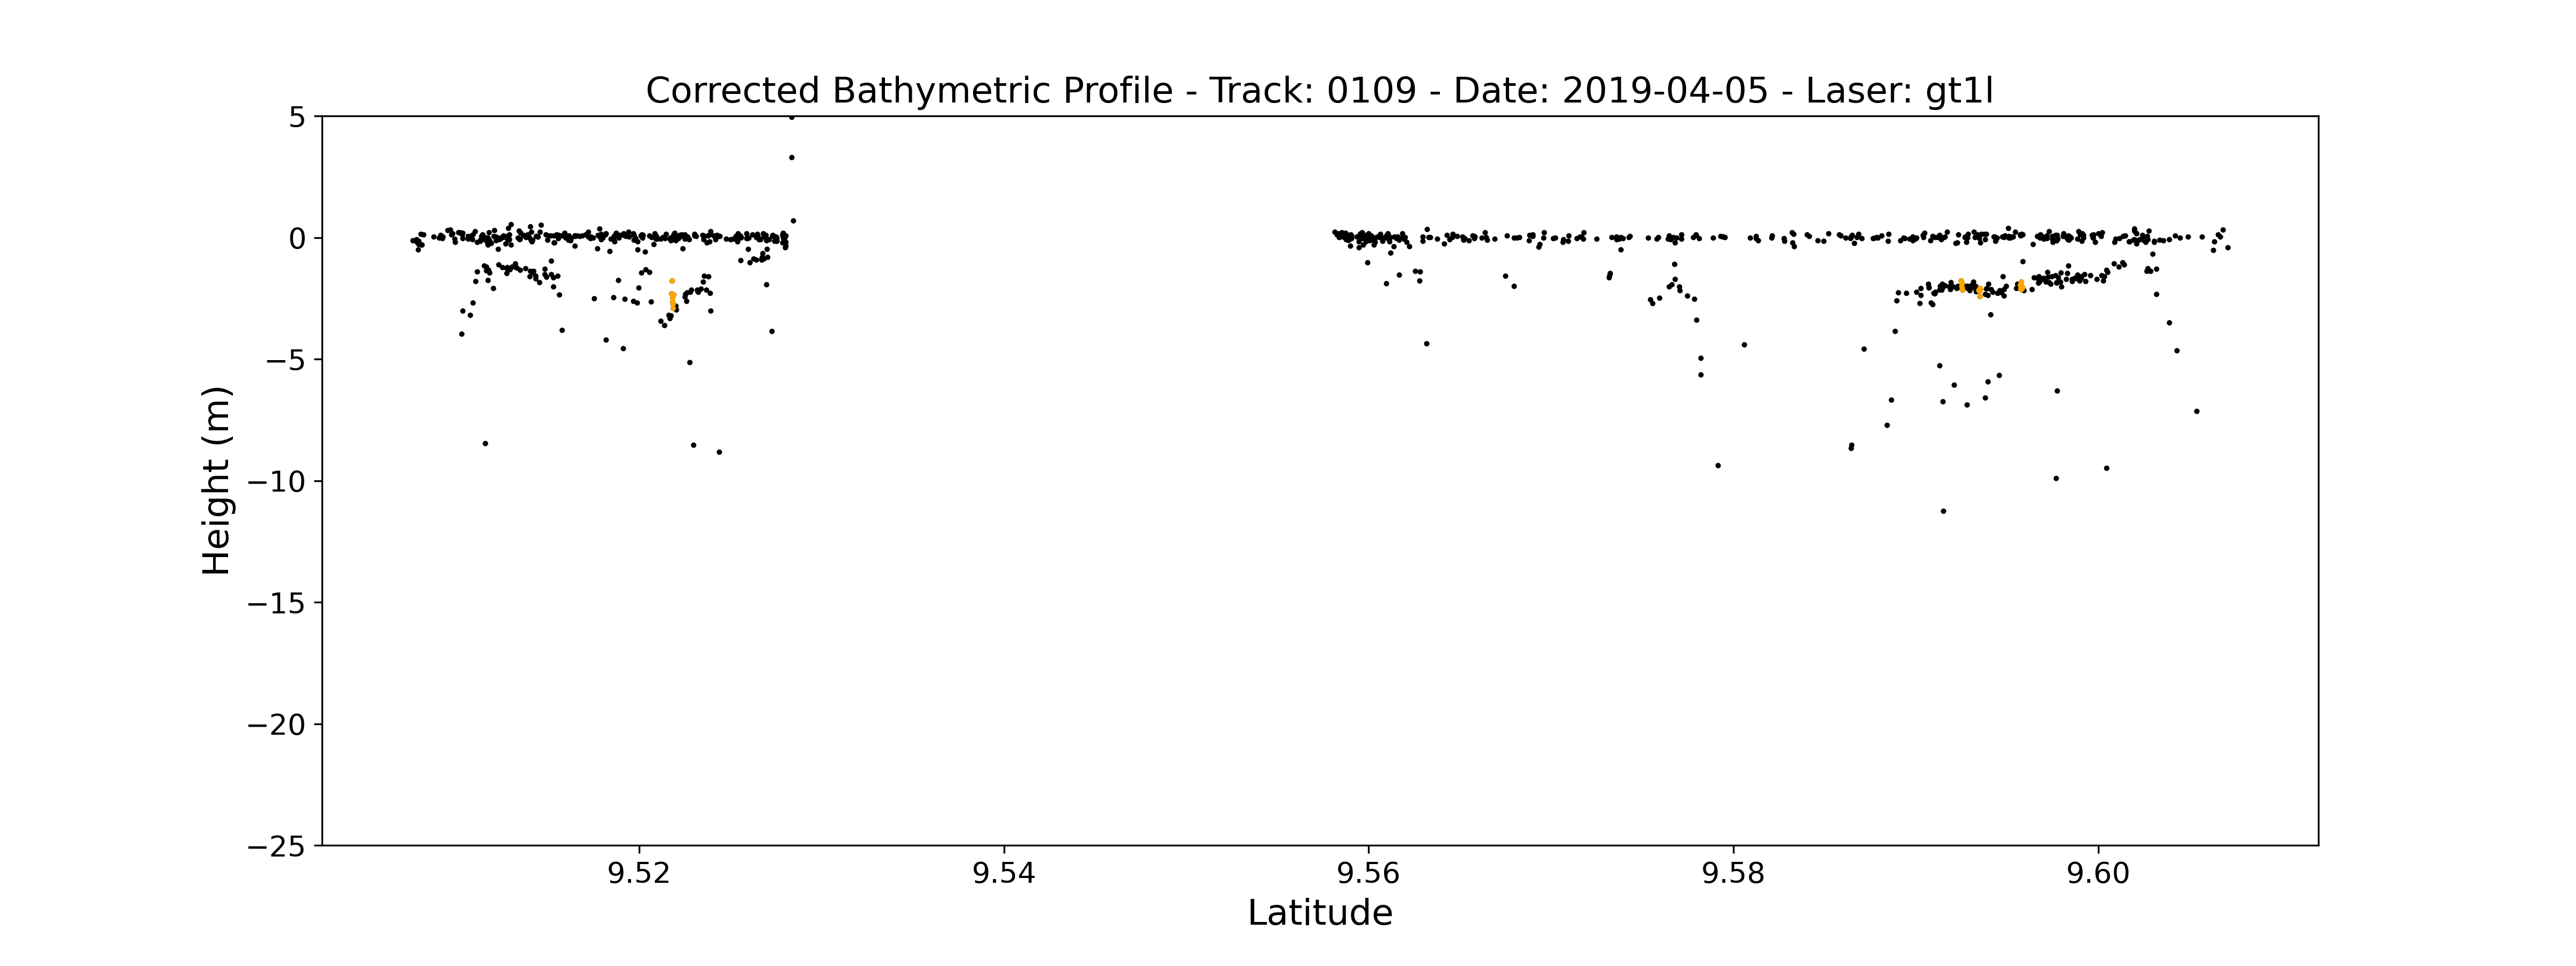 Corrected Bathymetric Profile - Track: 0109 - Date: 2019-04-05 - Laser: gt1l
5
0
−5
−10
−15
−20
−25
Height (m)
9.52 9.54 9.56 9.58 9.60
Latitude